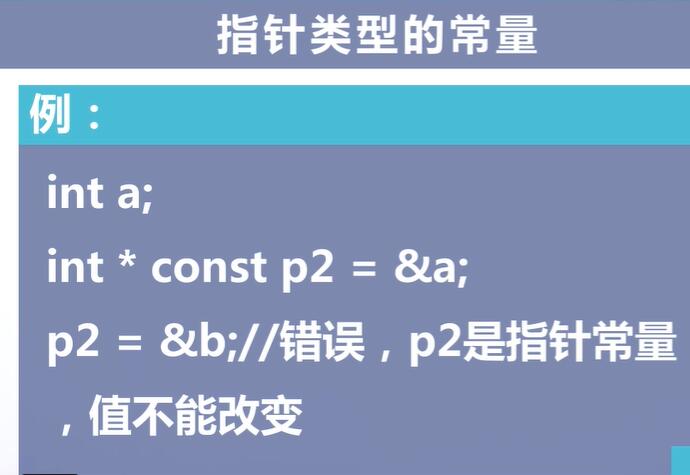 指针类型的常量
例：
int a;
int * const p2 = &a;
p2 = &b;//错误，p2是指针常量
，值不能改变